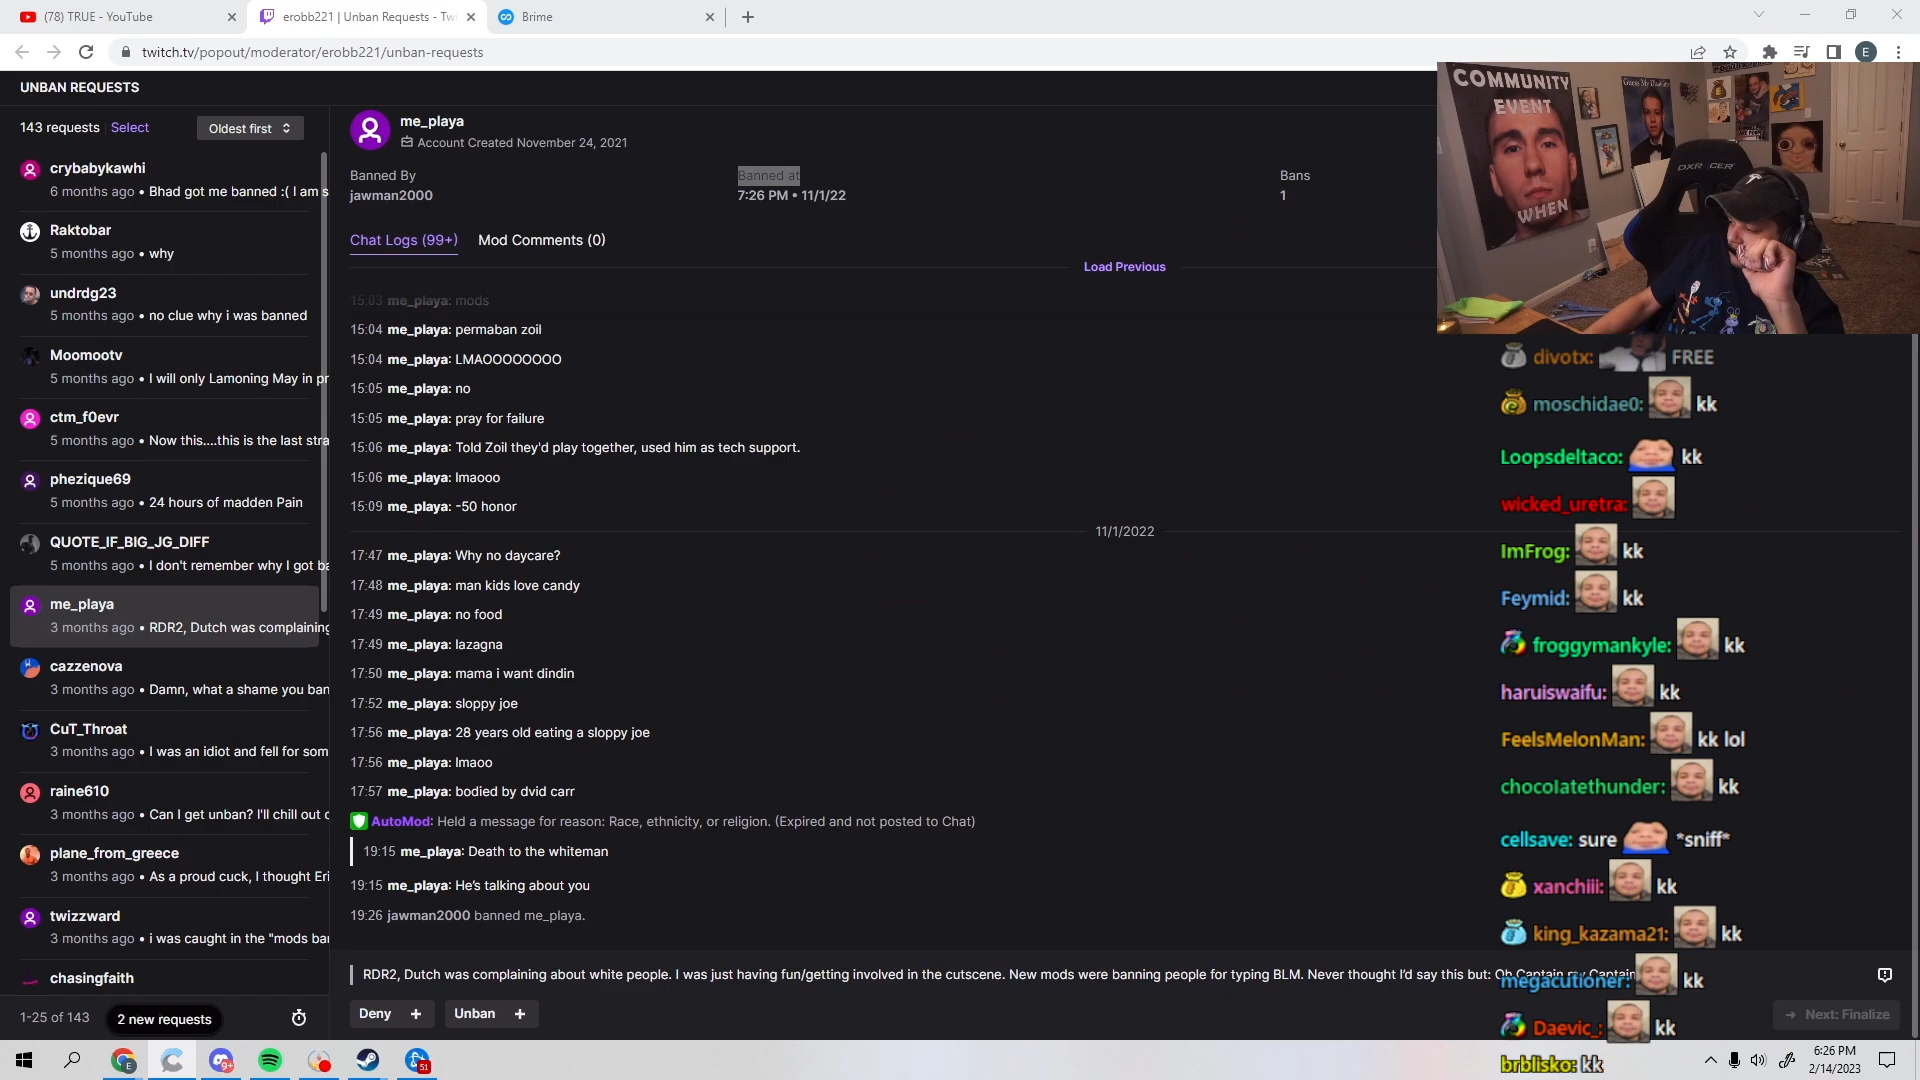 (78) TRUE - YouTube
erobb221 | Unban Requests - Tw
Brime
twitch.tv/popout/moderator/erobb221/unban-requests
E
UNBAN REQUESTS
143 requests Select
Oldest first
crybabykawhi
6 months ago • Bhad got me banned :( I am s
Raktobar
5 months ago • why
undrdg23
5 months ago • no clue why i was banned
Moomootv
5 months ago • I will only Lamoning May in pr
ctm_f0evr
5 months ago • Now this....this is the last stra
phezique69
5 months ago • 24 hours of madden Pain
QUOTE_IF_BIG_JG_DIFF
5 months ago • I don't remember why I got ba
me_playa
3 months ago • RDR2, Dutch was complaining
cazzenova
3 months ago • Damn, what a shame you ban
CuT_Throat
3 months ago • I was an idiot and fell for som
raine610
3 months ago • Can I get unban? I'll chill out c
plane_from_greece
3 months ago • As a proud cuck, I thought Eri
twizzward
3 months ago • i was caught in the "mods ba
chasingfaith
1-25 of 143
2 new requests
me_playa
Account Created November 24, 2021
Banned By
jawman2000
Banned at
7:26 PM • 11/1/22
Bans
1
Chat Logs (99+)
Mod Comments (0)
Load Previous
15:03 me_playa: mods
15:04 me_playa: permaban zoil
15:04 me_playa: LMAOOOOOOOO
15:05 me_playa: no
15:05 me_playa: pray for failure
15:06 me_playa: Told Zoil they'd play together, used him as tech support.
15:06 me_playa: lmaooo
15:09 me_playa: -50 honor
11/1/2022
17:47 me_playa: Why no daycare?
17:48 me_playa: man kids love candy
17:49 me_playa: no food
17:49 me_playa: lazagna
17:50 me_playa: mama i want dindin
17:52 me_playa: sloppy joe
17:56 me_playa: 28 years old eating a sloppy joe
17:56 me_playa: lmaoo
17:57 me_playa: bodied by dvid carr
AutoMod: Held a message for reason: Race, ethnicity, or religion. (Expired and not posted to Chat)
19:15 me_playa: Death to the whiteman
19:15 me_playa: He's talking about you
19:26 jawman2000 banned me_playa.
RDR2, Dutch was complaining about white people. I was just having fun/getting involved in the cutscene. New mods were banning people for typing BLM. Never thought I'd say this but: Oh Captain my Captain
Deny +
Unban +
Next: Finalize
COMMUNITY
EVENT
WHEN
DXRACER
divotx: FREE
moschidae0: kk
Loopsdeltaco: kk
wicked_uretra:
ImFrog: kk
Feymid: kk
froggymankyle: kk
haruiswaifu: kk
FeelsMelonMan: kk lol
chocolatethunder: kk
cellsave: sure *sniff*
xanchiii: kk
king_kazama21: kk
megacutioner: kk
Daevic_: kk
brblisko: kk
E
9+
51
6:26 PM
2/14/2023